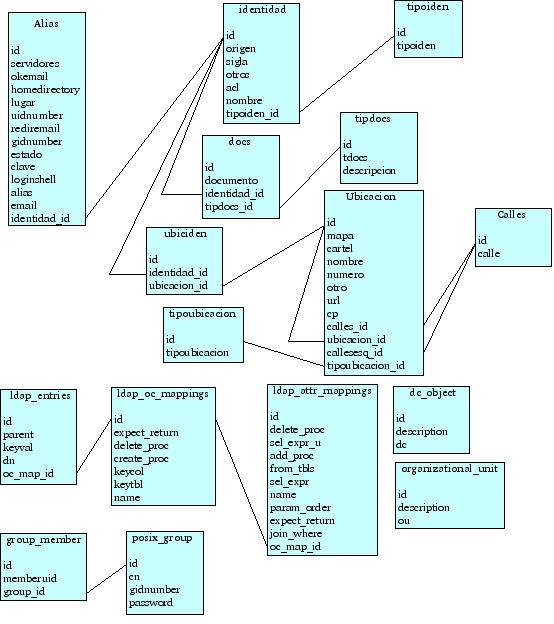 Alias
id
servidores
okemail
homedirectory
lugar
uidnumber
rediremail
gidnumber
estado
clave
loginshell
alias
email
identidad_id
identidad
id
origen
sigla
otros
acl
nombre
tipoiden_id
tipoiden
id
tipoiden
docs
id
documento
identidad_id
tipdocs_id
tipdocs
id
tdocs
descripcion
ubiciden
id
identidad_id
ubicacion_id
Ubicacion
id
mapa
cartel
nombre
numero
otro
url
cp
calles_id
ubicacion_id
callesesq_id
tipoubicacion_id
Calles
id
calle
tipoubicacion
id
tipoubicacion
ldap_entries
id
parent
keyval
dn
oc_map_id
ldap_oc_mappings
id
expect_return
delete_proc
create_proc
keycol
keytbl
name
ldap_attr_mappings
id
delete_proc
sel_expr_u
add_proc
from_tbls
sel_expr
name
param_order
expect_return
join_where
oc_map_id
dc_object
id
description
dc
organizational_unit
id
description
ou
group_member
id
memberuid
group_id
posix_group
id
cn
gidnumber
password